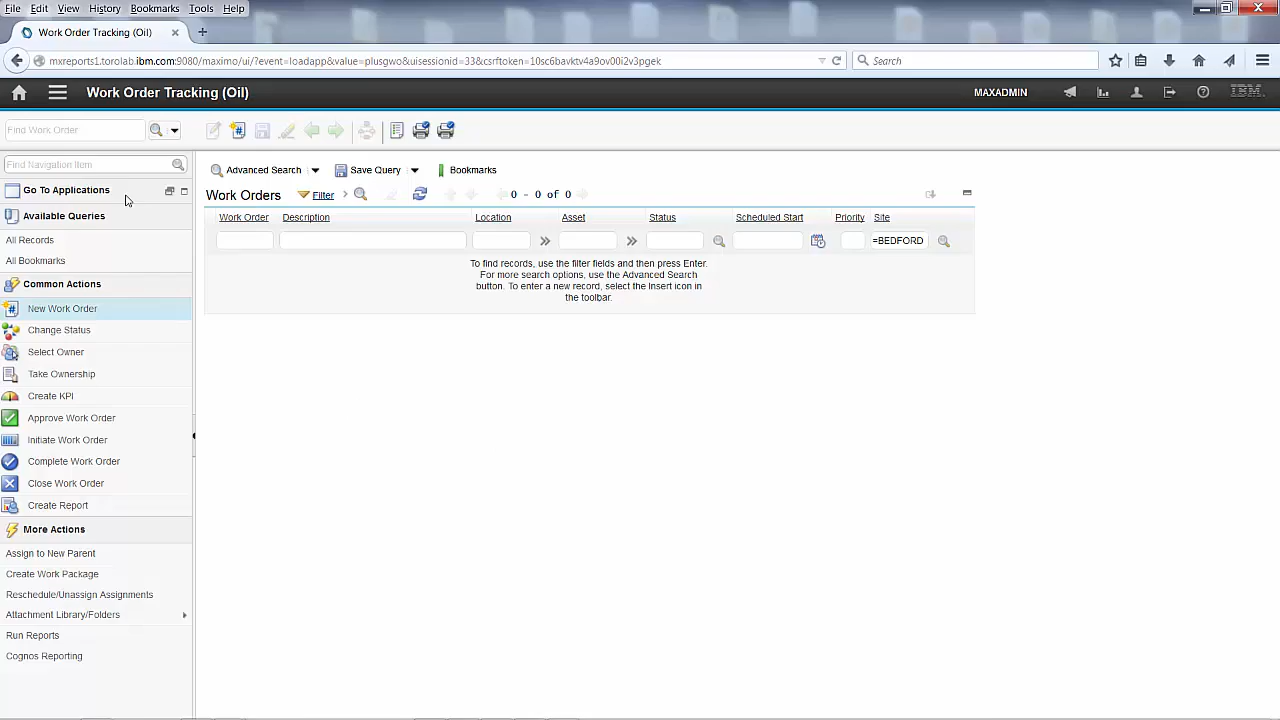 File Edit View History Bookmarks Tools Help
Work Order Tracking (Oil)
mxreports1.torolab.ibm.com:9080/maximo/ui/?event=loadapp&value=plusgwo&uisessionid=33&csrftoken=10sc6bavktv4a9ov00i2v3pgek
Search
Work Order Tracking (Oil)
MAXADMIN
IBM
Find Work Order
Find Navigation Item
Go To Applications
Available Queries
All Records
All Bookmarks
Common Actions
New Work Order
Change Status
Select Owner
Take Ownership
Create KPI
Approve Work Order
Initiate Work Order
Complete Work Order
Close Work Order
Create Report
More Actions
Assign to New Parent
Create Work Package
Reschedule/Unassign Assignments
Attachment Library/Folders
Run Reports
Cognos Reporting
Advanced Search Save Query Bookmarks
Work Orders Filter 0 - 0 of 0
Work Order Description Location Asset Status Scheduled Start Priority Site
=BEDFORD
To find records, use the filter fields and then press Enter.
For more search options, use the Advanced Search
button. To enter a new record, select the Insert icon in
the toolbar.